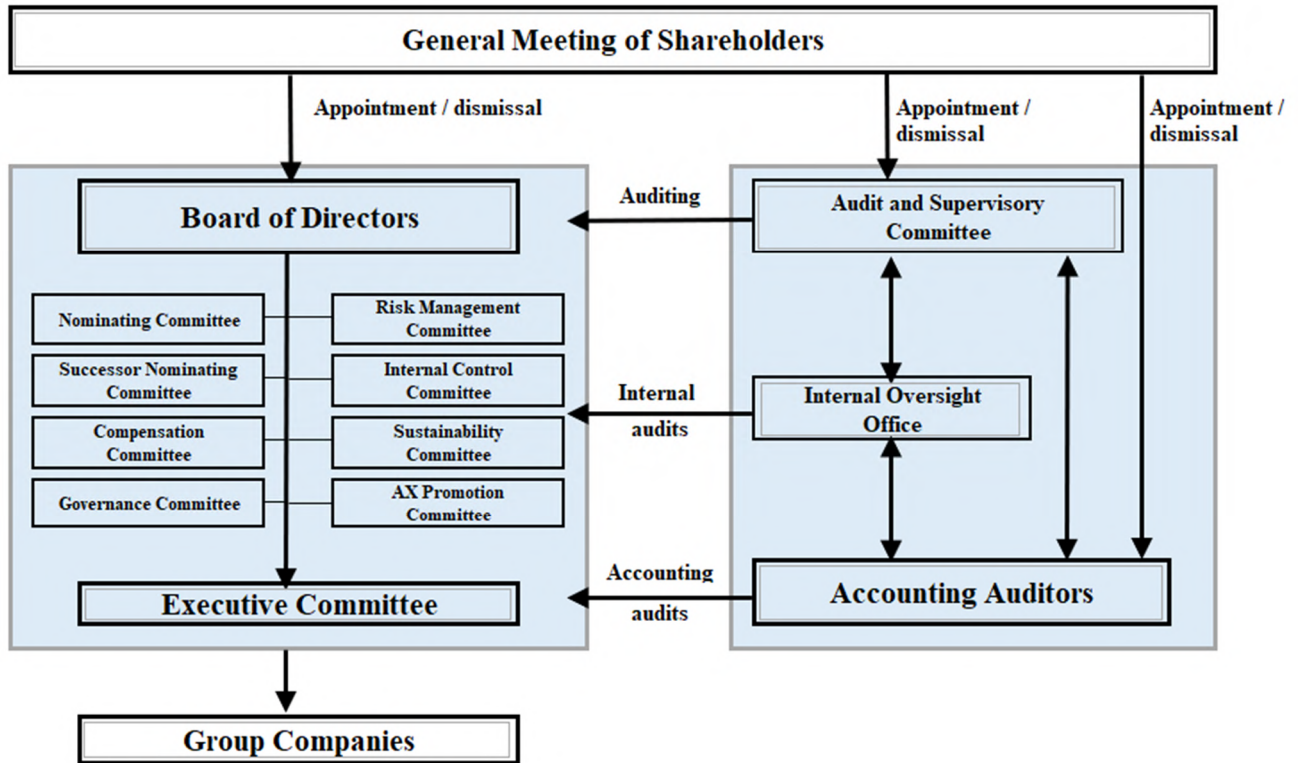 General Meeting of Shareholders
Appointment / dismissal
Appointment /
dismissal
Appointment /
dismissal
Board of Directors
Auditing
Audit and Supervisory
Committee
Nominating Committee
Risk Management
Committee
Successor Nominating
Committee
Internal Control
Committee
Internal
audits
Internal Oversight
Office
Compensation
Committee
Sustainability
Committee
Governance Committee
AX Promotion
Committee
Executive Committee
Accounting
audits
Accounting Auditors
Group Companies